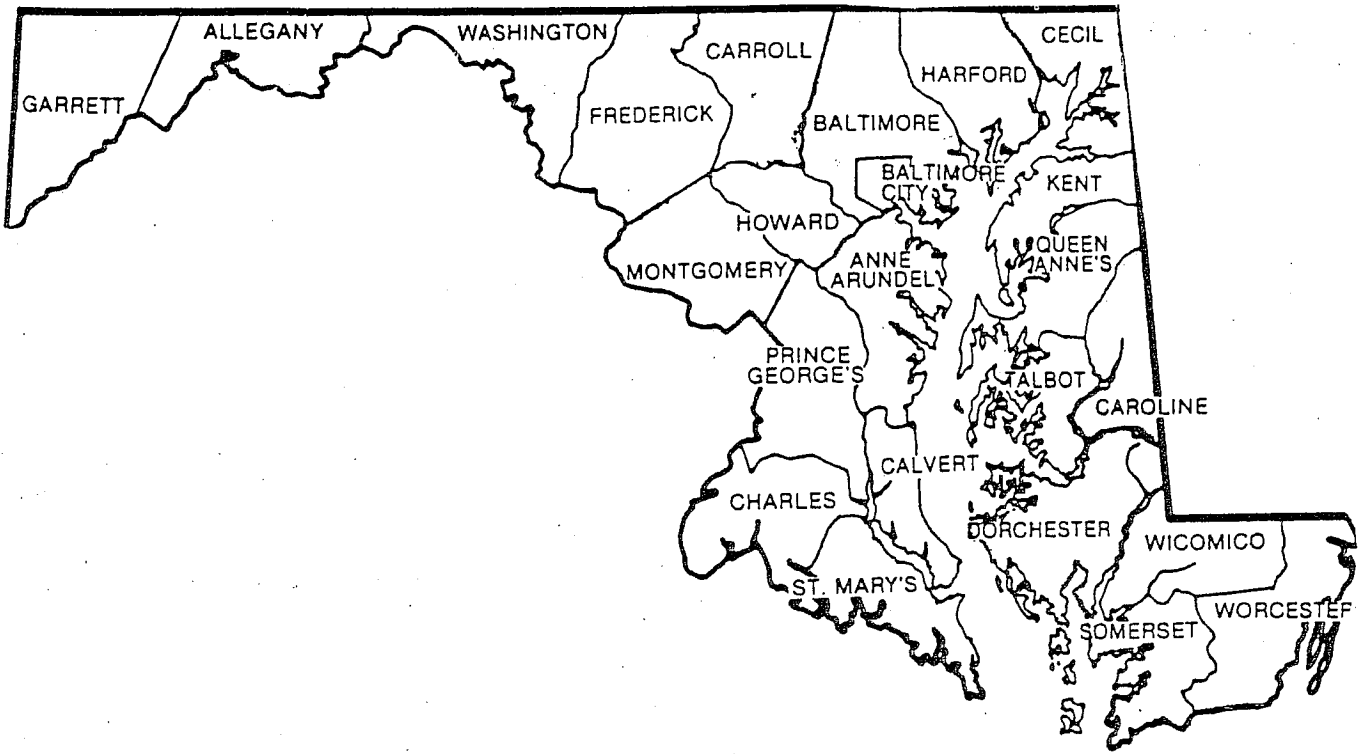 ALLEGANY
WASHINGTON
CARROLL
CECIL
GARRETT
FREDERICK
BALTIMORE
HARFORD
BALTIMORE
CITY
KENT
HOWARD
MONTGOMERY
ANNE
ARUNDEL
QUEEN
ANNE'S
PRINCE
GEORGE'S
TALBOT
CAROLINE
CALVERT
CHARLES
DORCHESTER
WICOMICO
ST. MARY'S
SOMERSET
WORCESTER